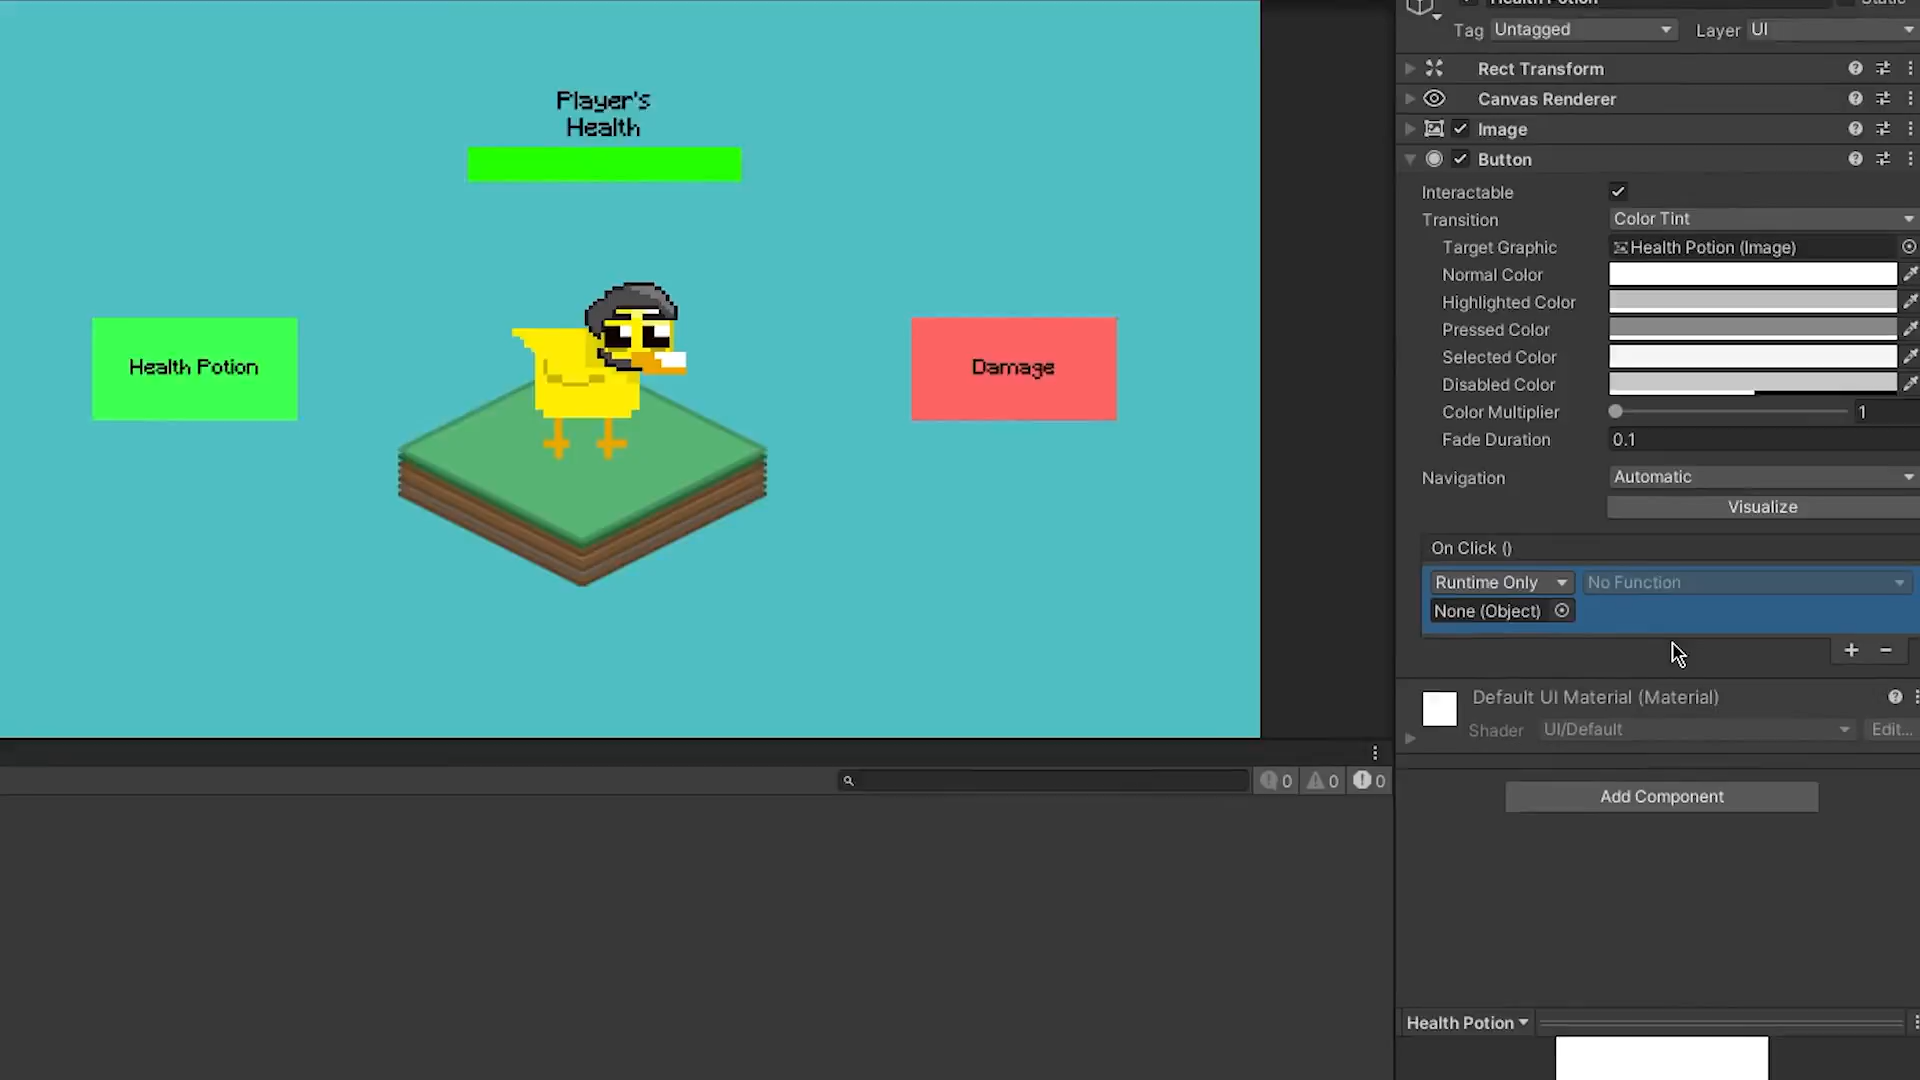 Health Potion
Static
Tag Untagged Layer UI
Rect Transform
Canvas Renderer
Image
Button
Interactable
Transition Color Tint
Target Graphic Health Potion (Image)
Normal Color
Highlighted Color
Pressed Color
Selected Color
Disabled Color
Color Multiplier 1
Fade Duration 0.1
Navigation Automatic
Visualize
On Click ()
Runtime Only No Function
None (Object)
+ −
Default UI Material (Material)
Shader UI/Default Edit...
Add Component
Health Potion
Player's
Health
Health Potion
Damage
0 0 0